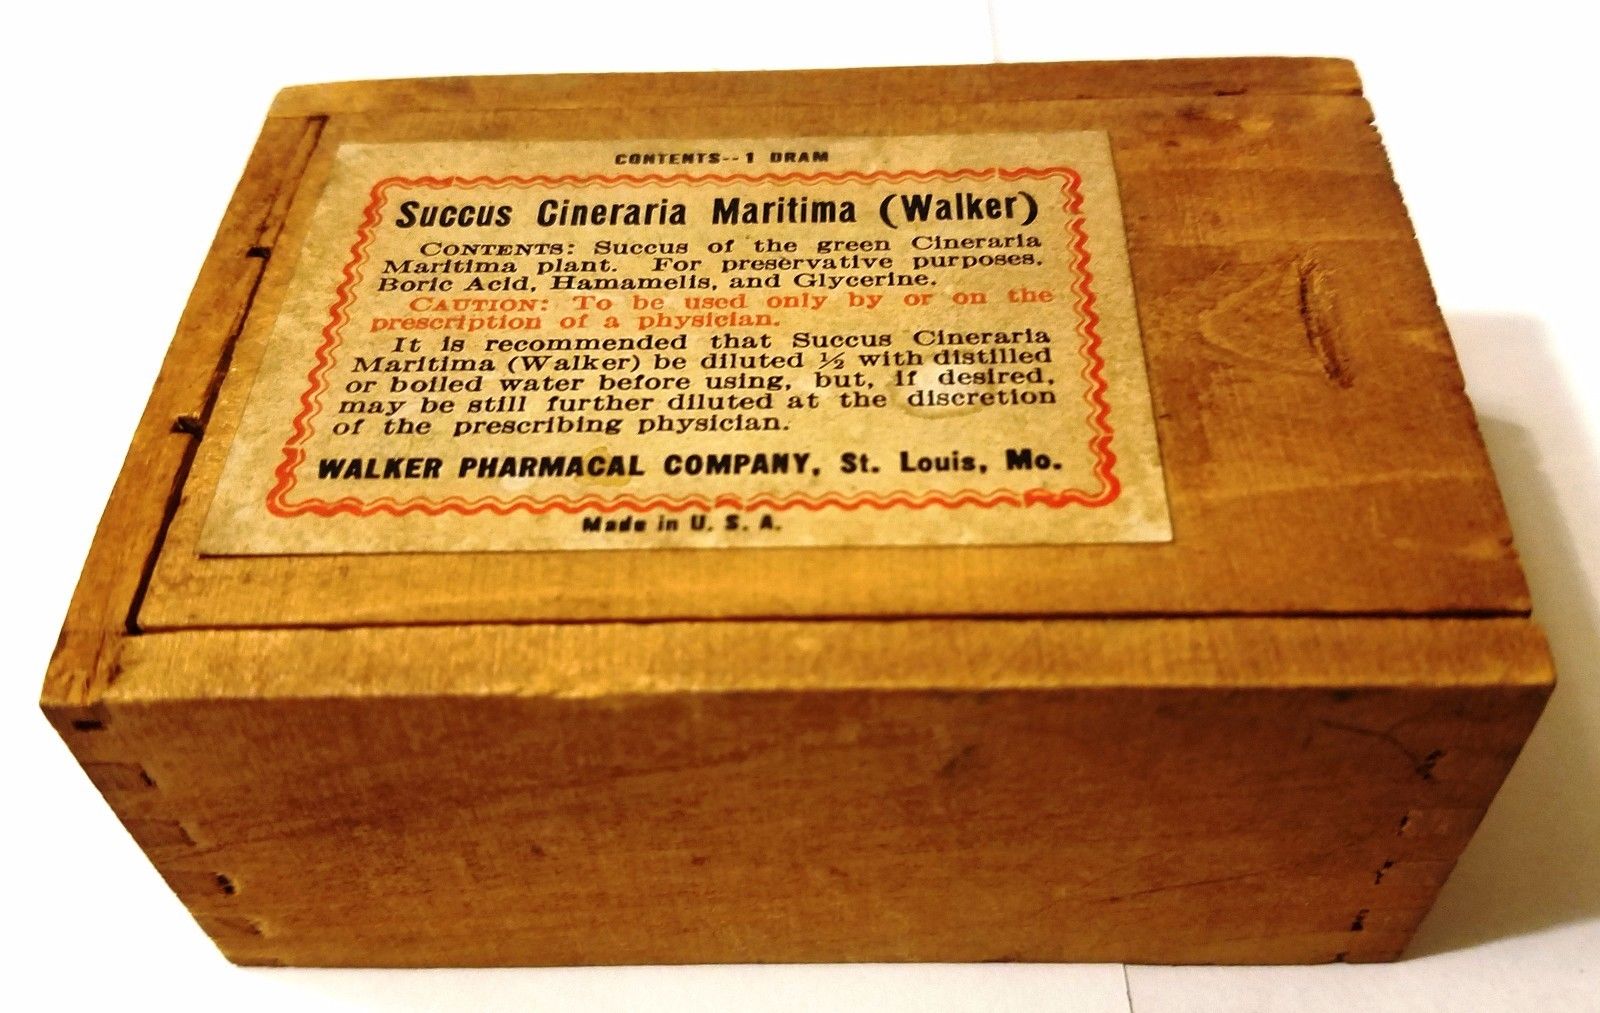 CONTENTS--1 DRAM
Succus Cineraria Maritima (Walker)
CONTENTS: Succus of the green Cineraria
Maritima plant. For preservative purposes.
Boric Acid, Hamamelis, and Glycerine.
CAUTION: To be used only by or on the
prescription of a physician.
It is recommended that Succus Cineraria
Maritima (Walker) be diluted ½ with distilled
or boiled water before using, but, if desired,
may be still further diluted at the discretion
of the prescribing physician.
WALKER PHARMACAL COMPANY, St. Louis, Mo.
Made in U. S. A.